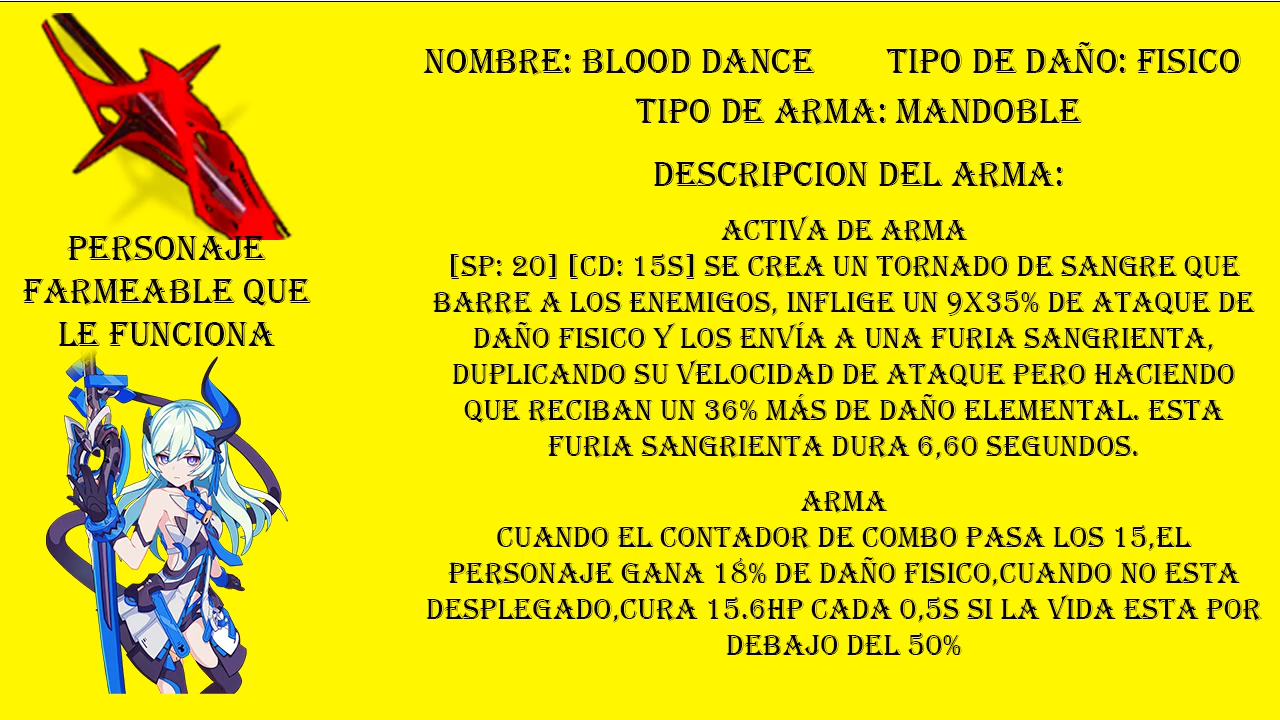 NOMBRE: BLOOD DANCE TIPO DE DAÑO: FISICO
TIPO DE ARMA: MANDOBLE
DESCRIPCION DEL ARMA:
ACTIVA DE ARMA
[SP: 20] [CD: 15S] SE CREA UN TORNADO DE SANGRE QUE
BARRE A LOS ENEMIGOS, INFLIGE UN 9X35% DE ATAQUE DE
DAÑO FISICO Y LOS ENVÍA A UNA FURIA SANGRIENTA,
DUPLICANDO SU VELOCIDAD DE ATAQUE PERO HACIENDO
QUE RECIBAN UN 36% MÁS DE DAÑO ELEMENTAL. ESTA
FURIA SANGRIENTA DURA 6,60 SEGUNDOS.
ARMA
CUANDO EL CONTADOR DE COMBO PASA LOS 15,EL
PERSONAJE GANA 18% DE DAÑO FISICO,CUANDO NO ESTA
DESPLEGADO,CURA 15.6HP CADA 0,5S SI LA VIDA ESTA POR
DEBAJO DEL 50%
PERSONAJE
FARMEABLE QUE
LE FUNCIONA